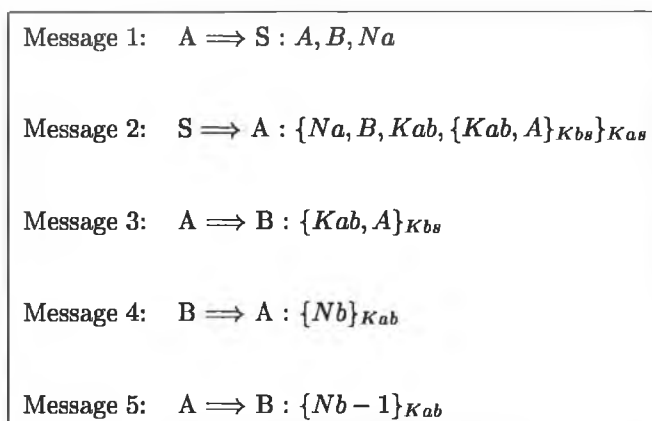 Message 1: A ⟹ S : A, B, Na
Message 2: S ⟹ A : {Na, B, Kab, {Kab, A}Kbs}Kas
Message 3: A ⟹ B : {Kab, A}Kbs
Message 4: B ⟹ A : {Nb}Kab
Message 5: A ⟹ B : {Nb − 1}Kab